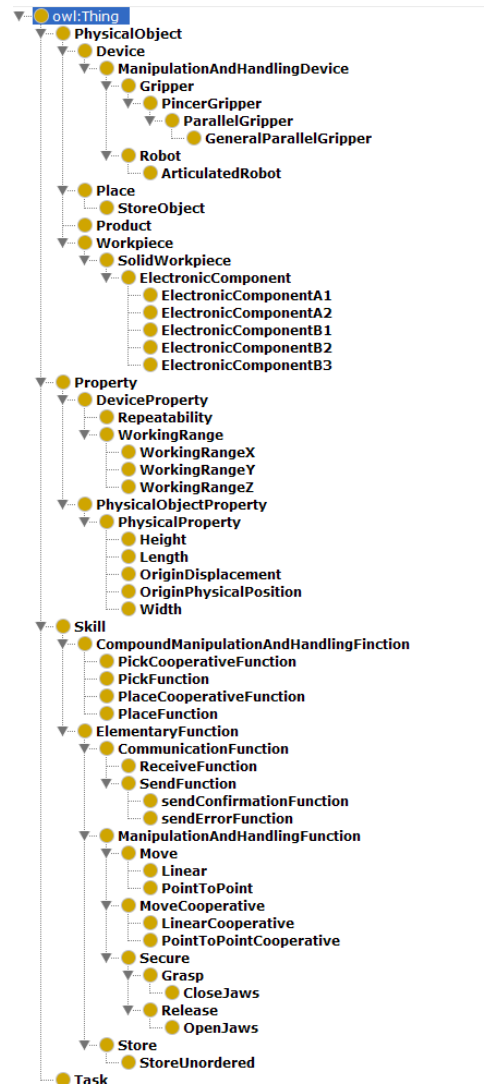 owl:Thing
PhysicalObject
Device
ManipulationAndHandlingDevice
Gripper
PincerGripper
ParallelGripper
GeneralParallelGripper
Robot
ArticulatedRobot
Place
StoreObject
Product
Workpiece
SolidWorkpiece
ElectronicComponent
ElectronicComponentA1
ElectronicComponentA2
ElectronicComponentB1
ElectronicComponentB2
ElectronicComponentB3
Property
DeviceProperty
Repeatability
WorkingRange
WorkingRangeX
WorkingRangeY
WorkingRangeZ
PhysicalObjectProperty
PhysicalProperty
Height
Length
OriginDisplacement
OriginPhysicalPosition
Width
Skill
CompoundManipulationAndHandlingFinction
PickCooperativeFunction
PickFunction
PlaceCooperativeFunction
PlaceFunction
ElementaryFunction
CommunicationFunction
ReceiveFunction
SendFunction
sendConfirmationFunction
sendErrorFunction
ManipulationAndHandlingFunction
Move
Linear
PointToPoint
MoveCooperative
LinearCooperative
PointToPointCooperative
Secure
Grasp
CloseJaws
Release
OpenJaws
Store
StoreUnordered
Task